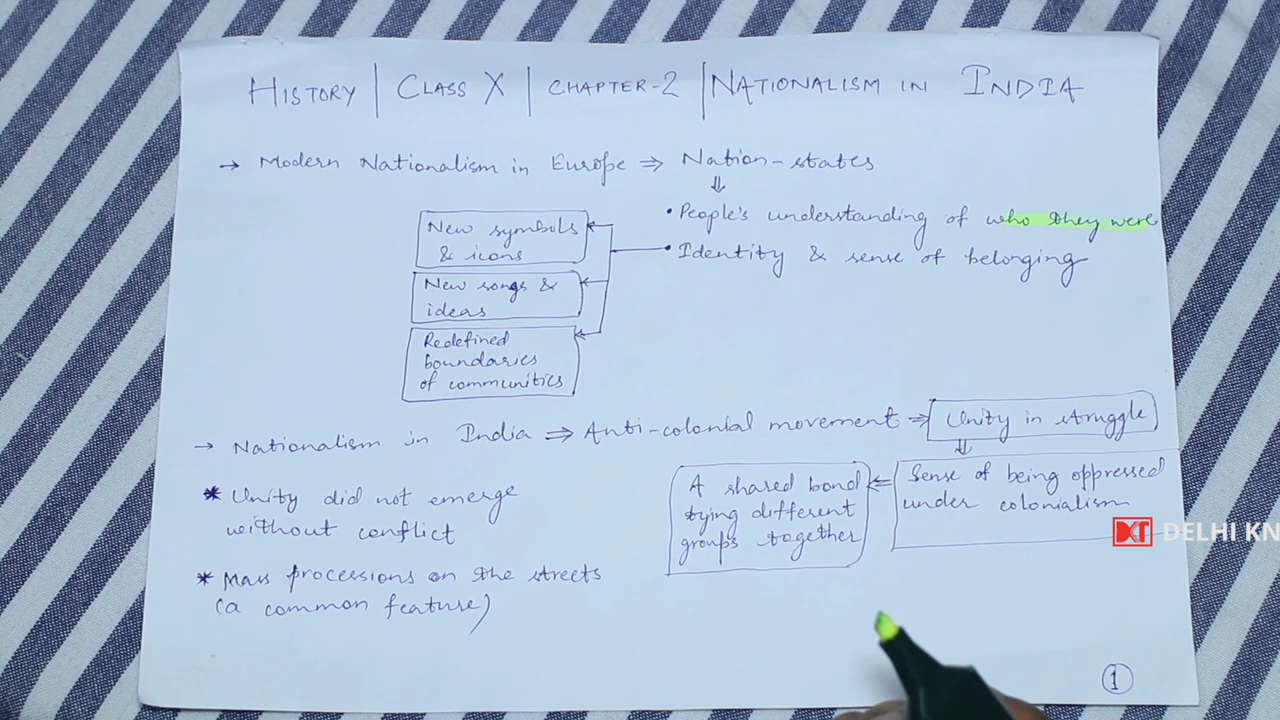 HISTORY | CLASS X | CHAPTER-2 | NATIONALISM IN INDIA
→ Modern Nationalism in Europe ⇒ Nation-states
⇓
• People's understanding of who they were
• Identity & sense of belonging
New symbols
& icons
New songs &
ideas
Redefined
boundaries
of communities
→ Nationalism in India ⇒ Anti-colonial movement ⇒ Unity in struggle
⇓
Sense of being oppressed
under colonialism
⇐
A shared bond
tying different
groups together
* Unity did not emerge
without conflict
* Mass processions on the streets
(a common feature)
DELHI KN
1